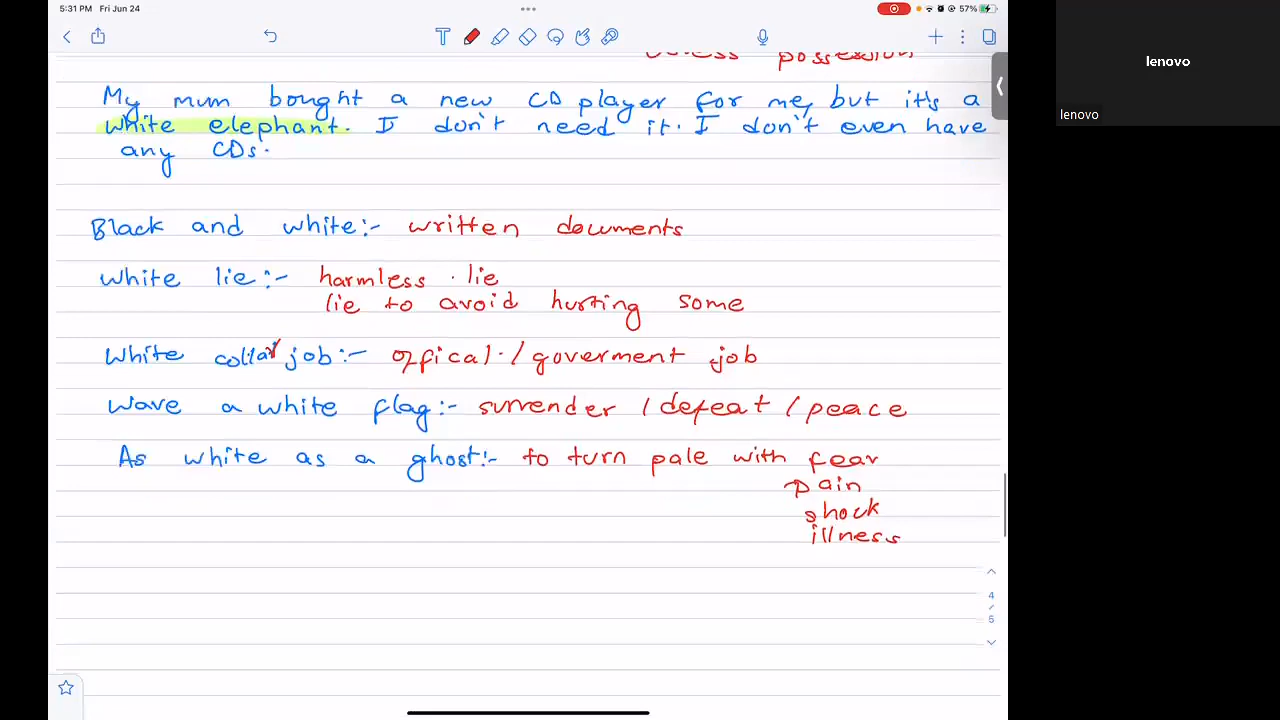 5:31 PM Fri Jun 24
57%
possession
My mum bought a new CD player for me, but it's a
white elephant. I don't need it. I don't even have
any CDs.
Black and white:- written documents
White lie:- harmless lie
lie to avoid hurting some
White collar job:- offical / goverment job
Wave a white flag:- surrender / defeat / peace
As white as a ghost:- to turn pale with fear
pain
shock
illness
4
/
5
lenovo
lenovo